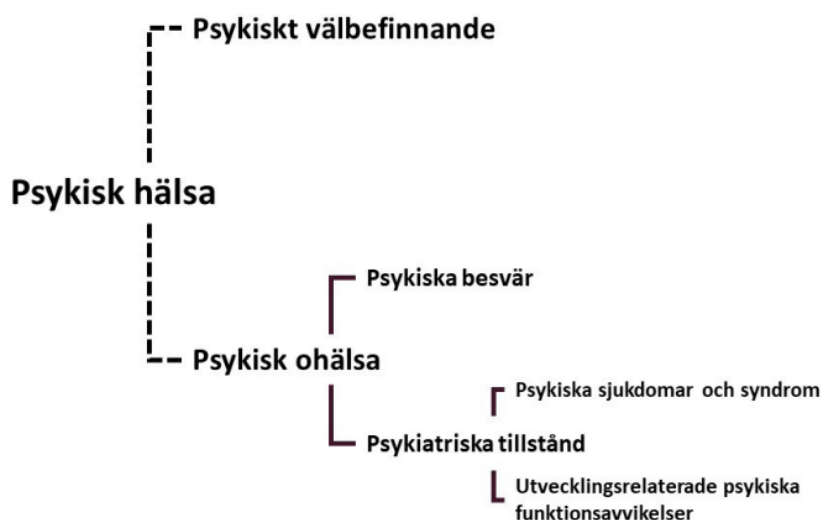 Psykiskt välbefinnande
Psykisk hälsa
Psykiska besvär
Psykisk ohälsa
Psykiska sjukdomar och syndrom
Psykiatriska tillstånd
Utvecklingsrelaterade psykiska
funktionsavvikelser